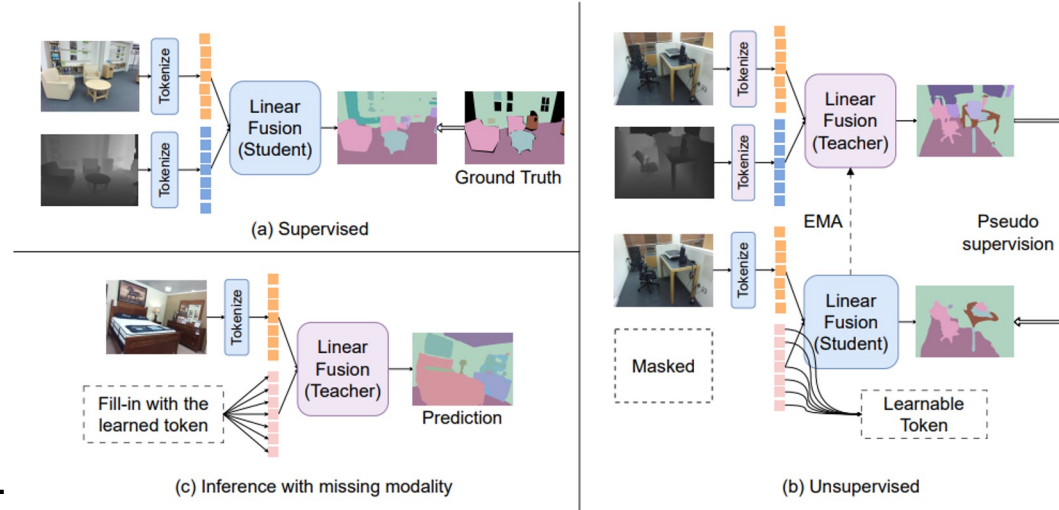 Tokenize
Linear
Fusion
(Student)
Tokenize
Ground Truth
(a) Supervised
Tokenize
Linear
Fusion
(Teacher)
Fill-in with the
learned token
Prediction
(c) Inference with missing modality
Tokenize
Linear
Fusion
(Teacher)
Tokenize
EMA
Pseudo
supervision
Tokenize
Linear
Fusion
(Student)
Masked
Learnable
Token
(b) Unsupervised